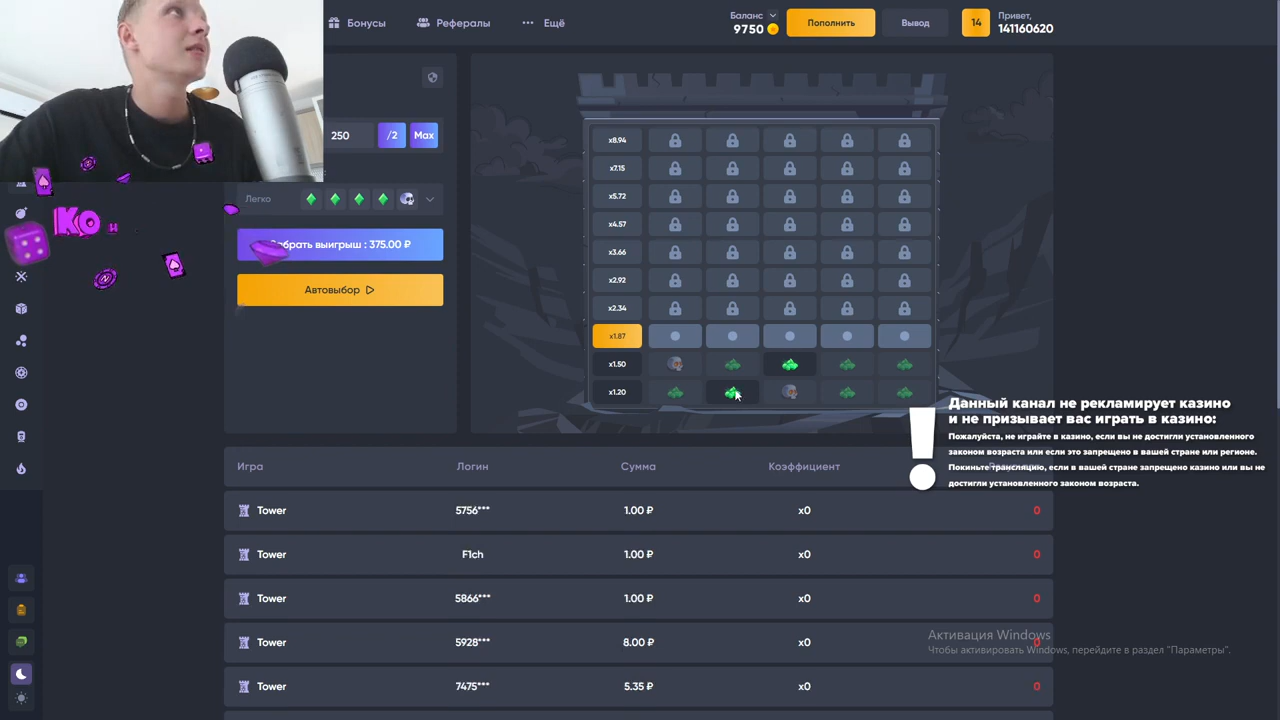 Бонусы
Рефералы
Ещё
Баланс
9750
Пополнить
Вывод
14
Привет,
141160620
250
/2
Max
Легко
брать выигрыш : 375.00 ₽
Автовыбор
x8.94
x7.15
x5.72
x4.57
x3.66
x2.92
x2.34
x1.87
x1.50
x1.20
Данный канал не рекламирует казино
и не призывает вас играть в казино:
Пожалуйста, не играйте в казино, если вы не достигли установленного
законом возраста или если это запрещено в вашей стране или регионе.
Покиньте трансляцию, если в вашей стране запрещено казино или вы не
достигли установленного законом возраста.
Игра Логин Сумма Коэффициент
Tower 5756*** 1.00 ₽ x0 0
Tower F1ch 1.00 ₽ x0 0
Tower 5866*** 1.00 ₽ x0 0
Tower 5928*** 8.00 ₽ x0 0
Tower 7475*** 5.35 ₽ x0 0
Активация Windows
Чтобы активировать Windows, перейдите в раздел "Параметры".